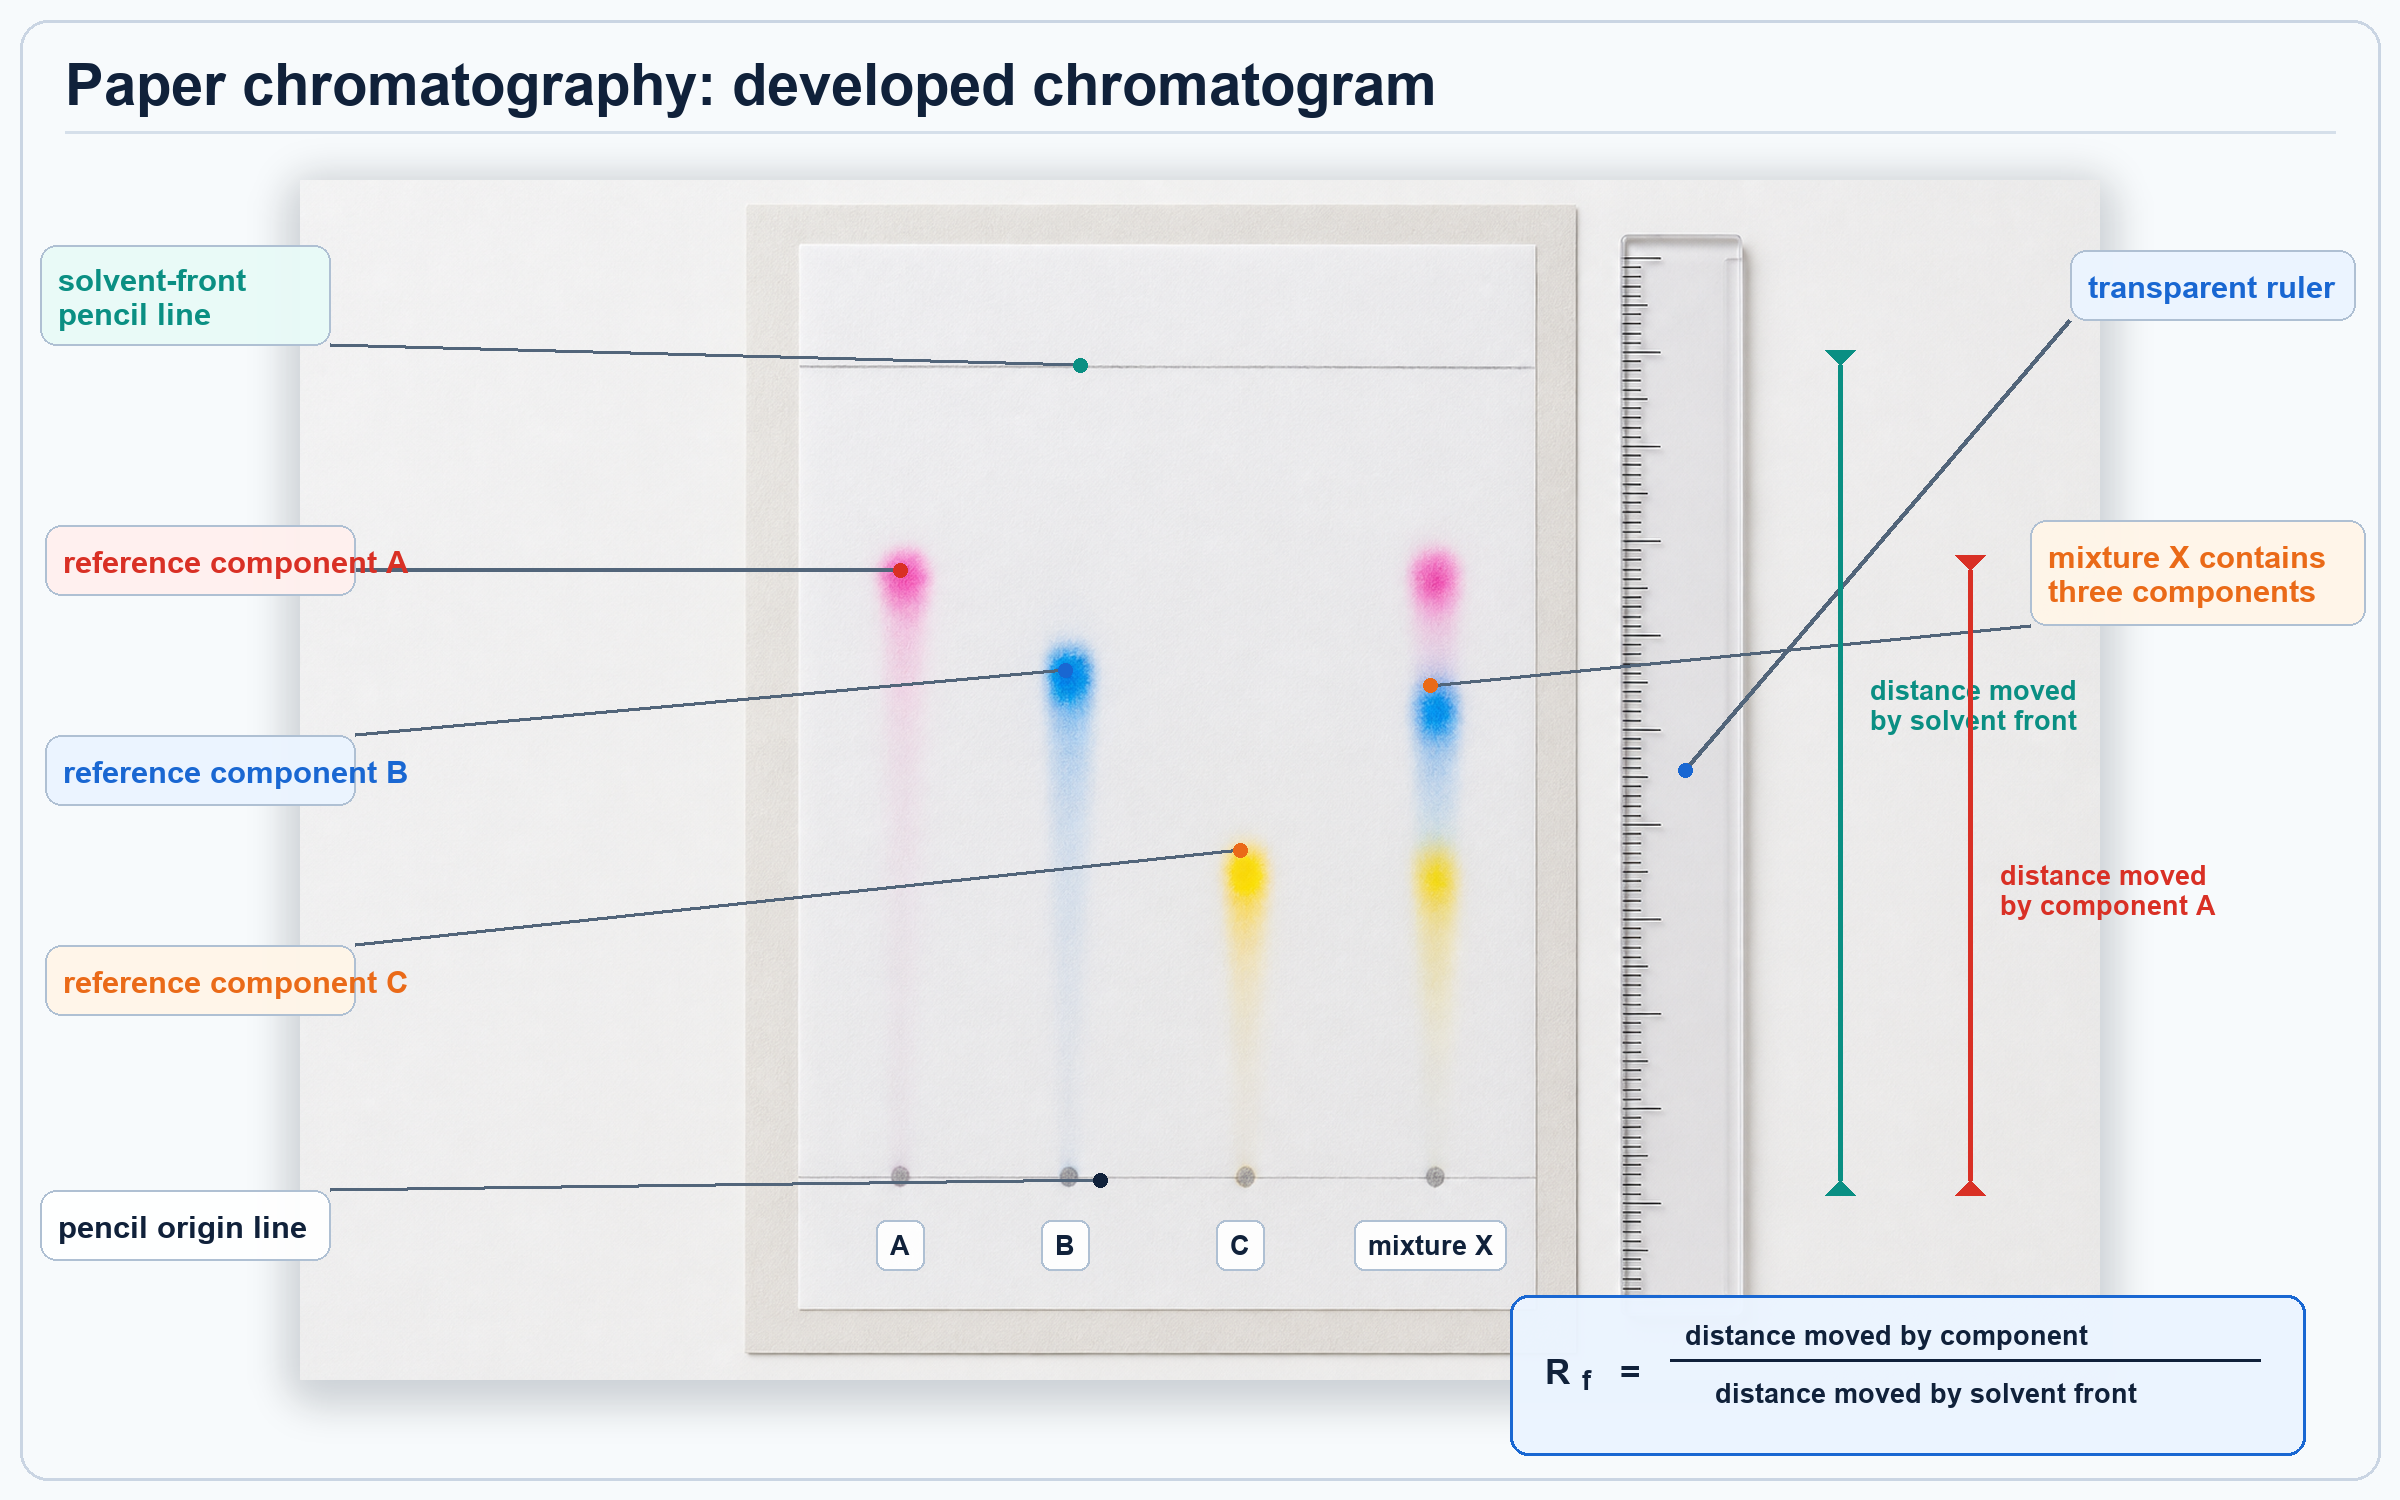 Paper chromatography: developed chromatogram
solvent-front
pencil line
transparent ruler
reference component A
mixture X contains
three components
distance moved
by solvent front
reference component B
distance moved
by component A
reference component C
pencil origin line
A
B
C
mixture X
distance moved by component
R f =
distance moved by solvent front